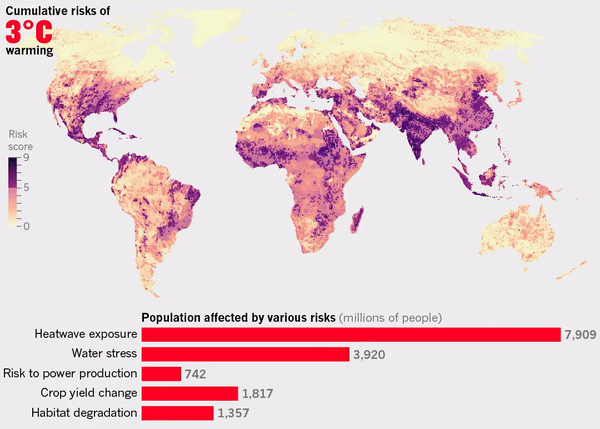 Cumulative risks of
3°C
warming
Risk
score
9
5
0
Population affected by various risks (millions of people)
Heatwave exposure 7,909
Water stress 3,920
Risk to power production 742
Crop yield change 1,817
Habitat degradation 1,357